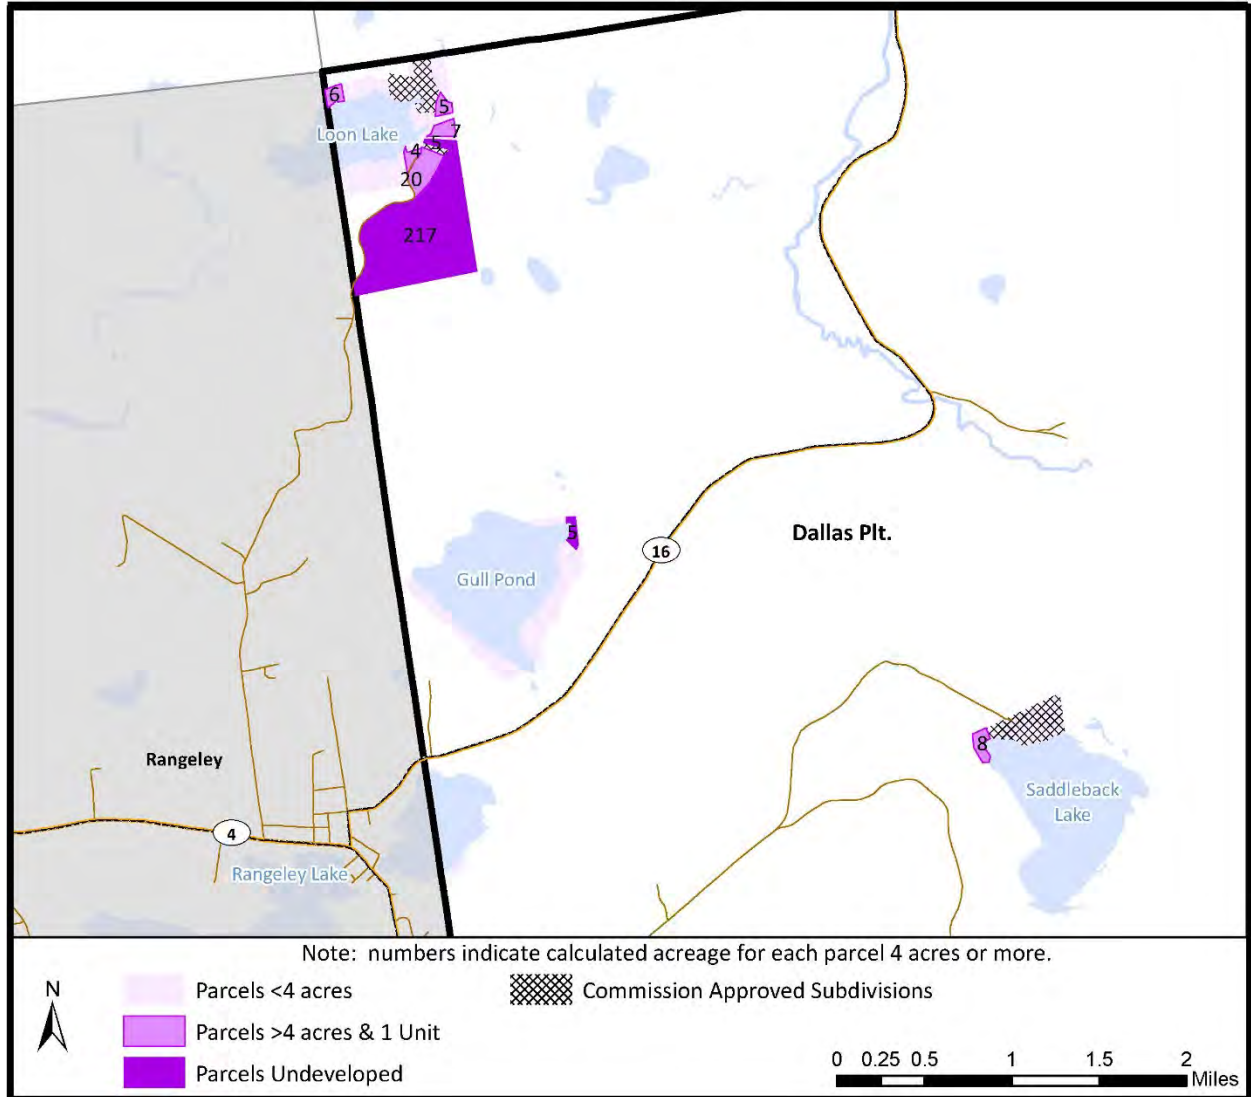 6
5
Loon Lake
7
5
4
20
217
5
16
Dallas Plt.
Gull Pond
8
Rangeley
Saddleback
Lake
4
Rangeley Lake
Note: numbers indicate calculated acreage for each parcel 4 acres or more.
N
Parcels <4 acres
Commission Approved Subdivisions
Parcels >4 acres & 1 Unit
Parcels Undeveloped
0 0.25 0.5 1 1.5 2
Miles